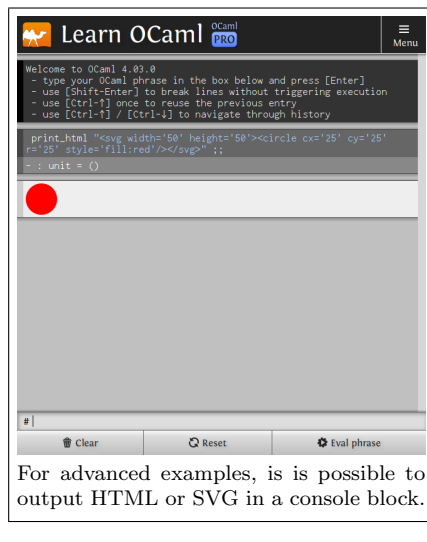 Learn OCaml OCaml PRO
Menu
Welcome to OCaml 4.03.0
- type your OCaml phrase in the box below and press [Enter]
- use [Shift-Enter] to break lines without triggering execution
- use [Ctrl-↑] once to reuse the previous entry
- use [Ctrl-↑] / [Ctrl-↓] to navigate through history
print_html "<svg width='50' height='50'><circle cx='25' cy='25'
r='25' style='fill:red'/></svg>" ;;
- : unit = ()
#
Clear Reset Eval phrase
For advanced examples, is is possible to
output HTML or SVG in a console block.